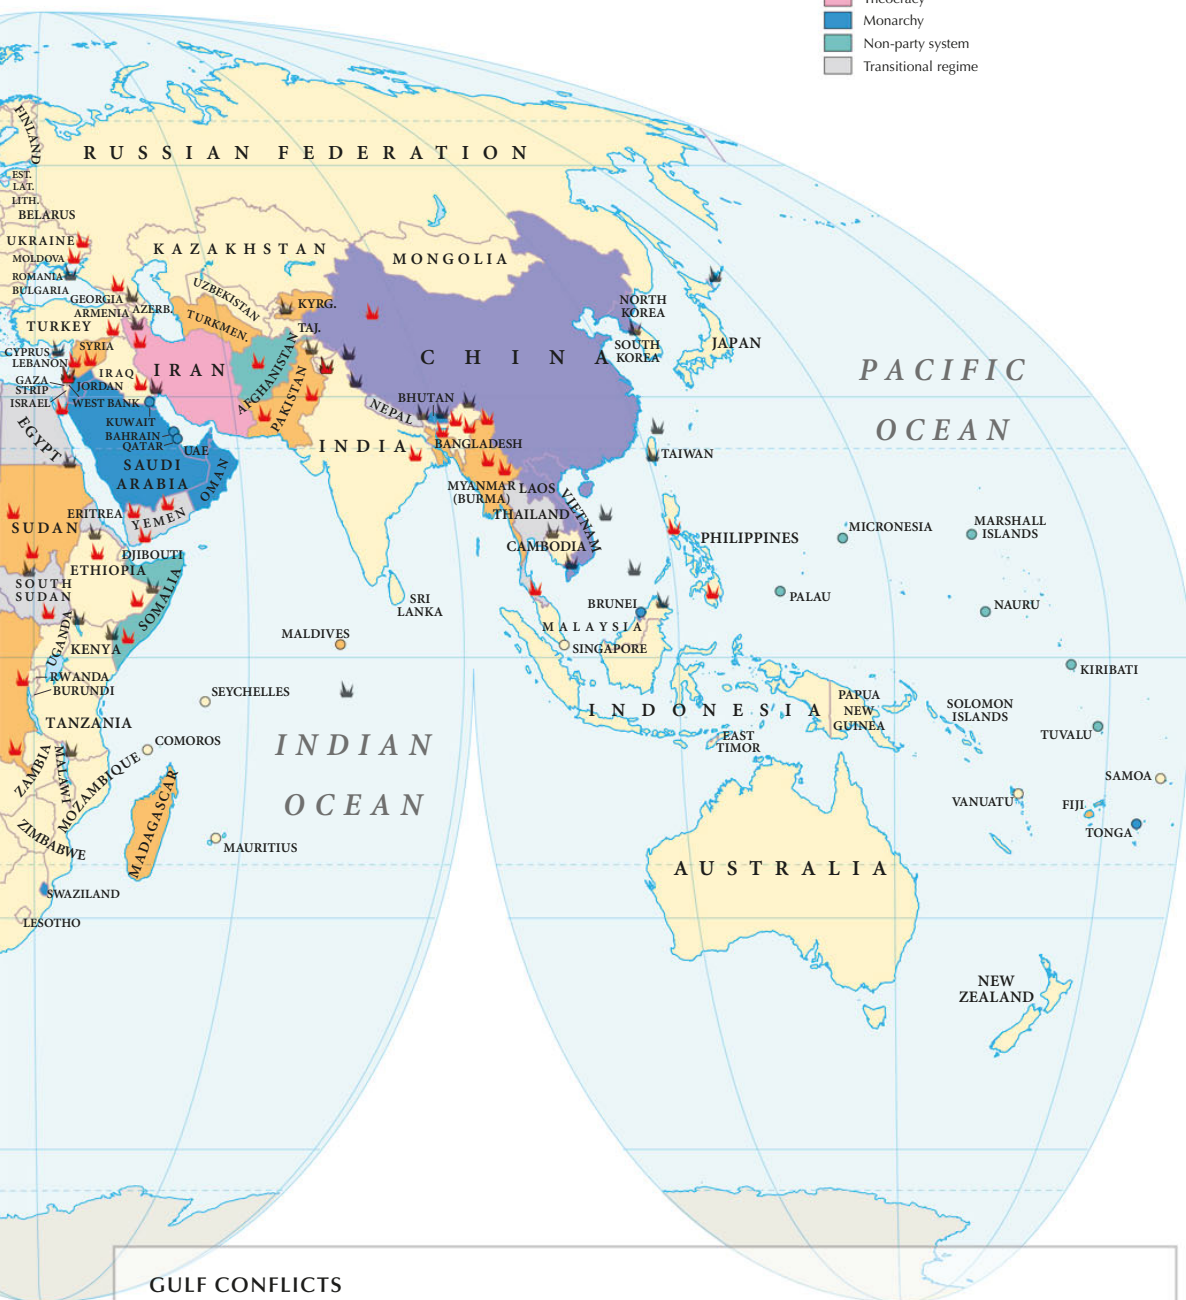 Monarchy
Non-party system
Transitional regime
FINLAND
RUSSIAN FEDERATION
EST.
LAT.
LITH.
BELARUS
UKRAINE
MOLDOVA
ROMANIA
BULGARIA
KAZAKHSTAN
MONGOLIA
GEORGIA
ARMENIA
AZERB.
UZBEKISTAN
KYRG.
TURKMEN.
TAJ.
NORTH
KOREA
SOUTH
KOREA
JAPAN
TURKEY
CYPRUS
LEBANON
SYRIA
IRAQ
IRAN
AFGHANISTAN
PAKISTAN
CHINA
PACIFIC
OCEAN
GAZA
STRIP
ISRAEL
JORDAN
WEST BANK
EGYPT
KUWAIT
BAHRAIN
QATAR
UAE
SAUDI
ARABIA
OMAN
NEPAL
BHUTAN
INDIA
BANGLADESH
TAIWAN
MYANMAR
(BURMA)
LAOS
VIETNAM
THAILAND
CAMBODIA
PHILIPPINES
MICRONESIA
MARSHALL
ISLANDS
SUDAN
ERITREA
YEMEN
DJIBOUTI
ETHIOPIA
SOUTH
SUDAN
SOMALIA
UGANDA
KENYA
RWANDA
BURUNDI
TANZANIA
SRI
LANKA
MALDIVES
SEYCHELLES
COMOROS
BRUNEI
MALAYSIA
SINGAPORE
INDONESIA
EAST
TIMOR
PAPUA
NEW
GUINEA
PALAU
NAURU
KIRIBATI
SOLOMON
ISLANDS
TUVALU
SAMOA
VANUATU
FIJI
TONGA
INDIAN
OCEAN
ZAMBIA
MALAWI
MOZAMBIQUE
ZIMBABWE
MADAGASCAR
MAURITIUS
SWAZILAND
LESOTHO
AUSTRALIA
NEW
ZEALAND
GULF CONFLICTS